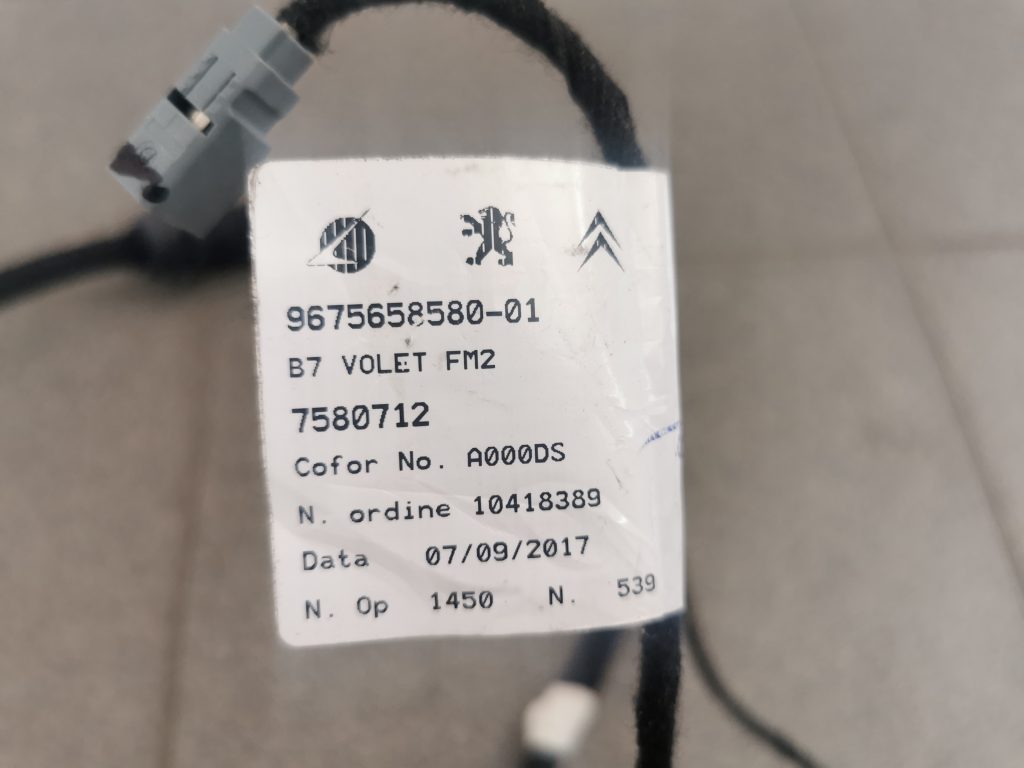 9675658580-01
B7 VOLET FM2
7580712
Cofor No. A000DS
N. ordine 10418389
Data 07/09/2017
N. Op 1450 N. 539